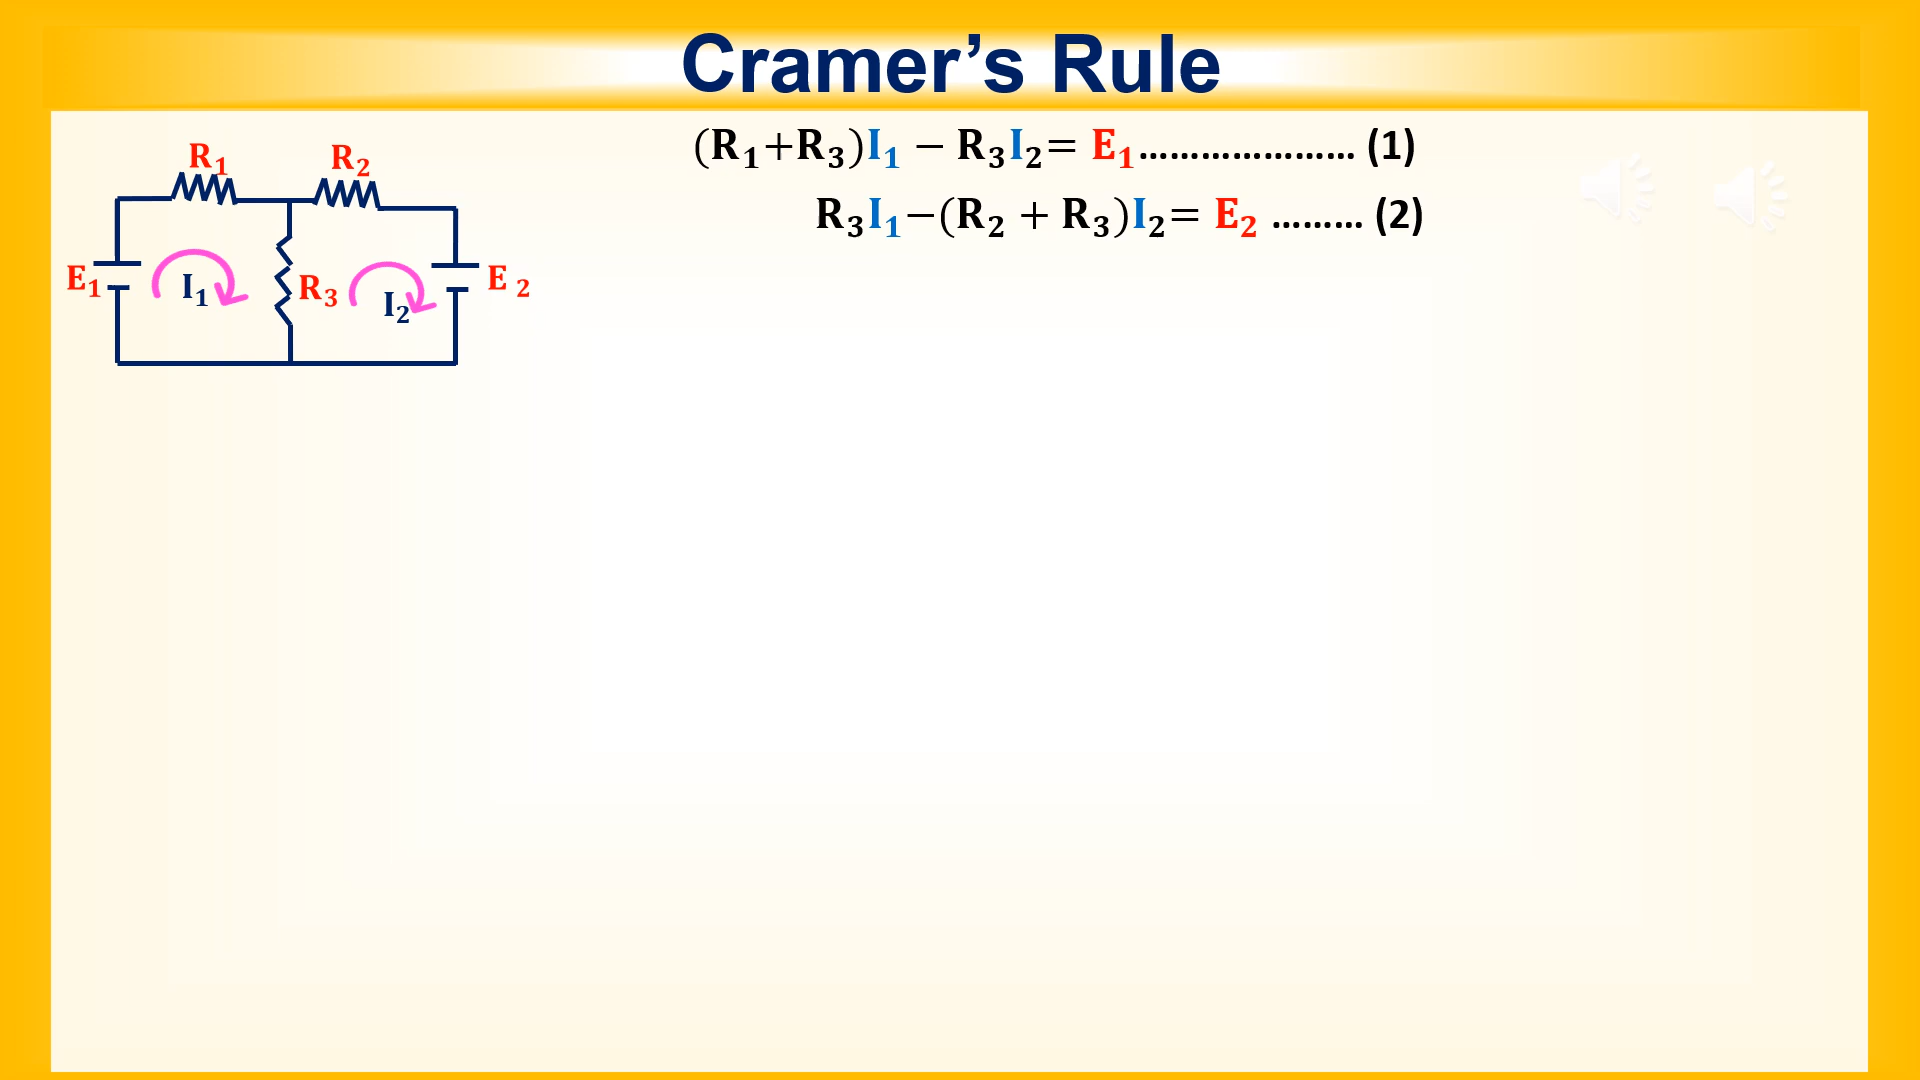 Cramer’s Rule
(R₁+R₃)I₁ − R₃I₂= E₁………………… (1)
R₃I₁−(R₂ + R₃)I₂= E₂ ……… (2)
R₁
R₂
E₁
I₁
R₃
I₂
E ₂